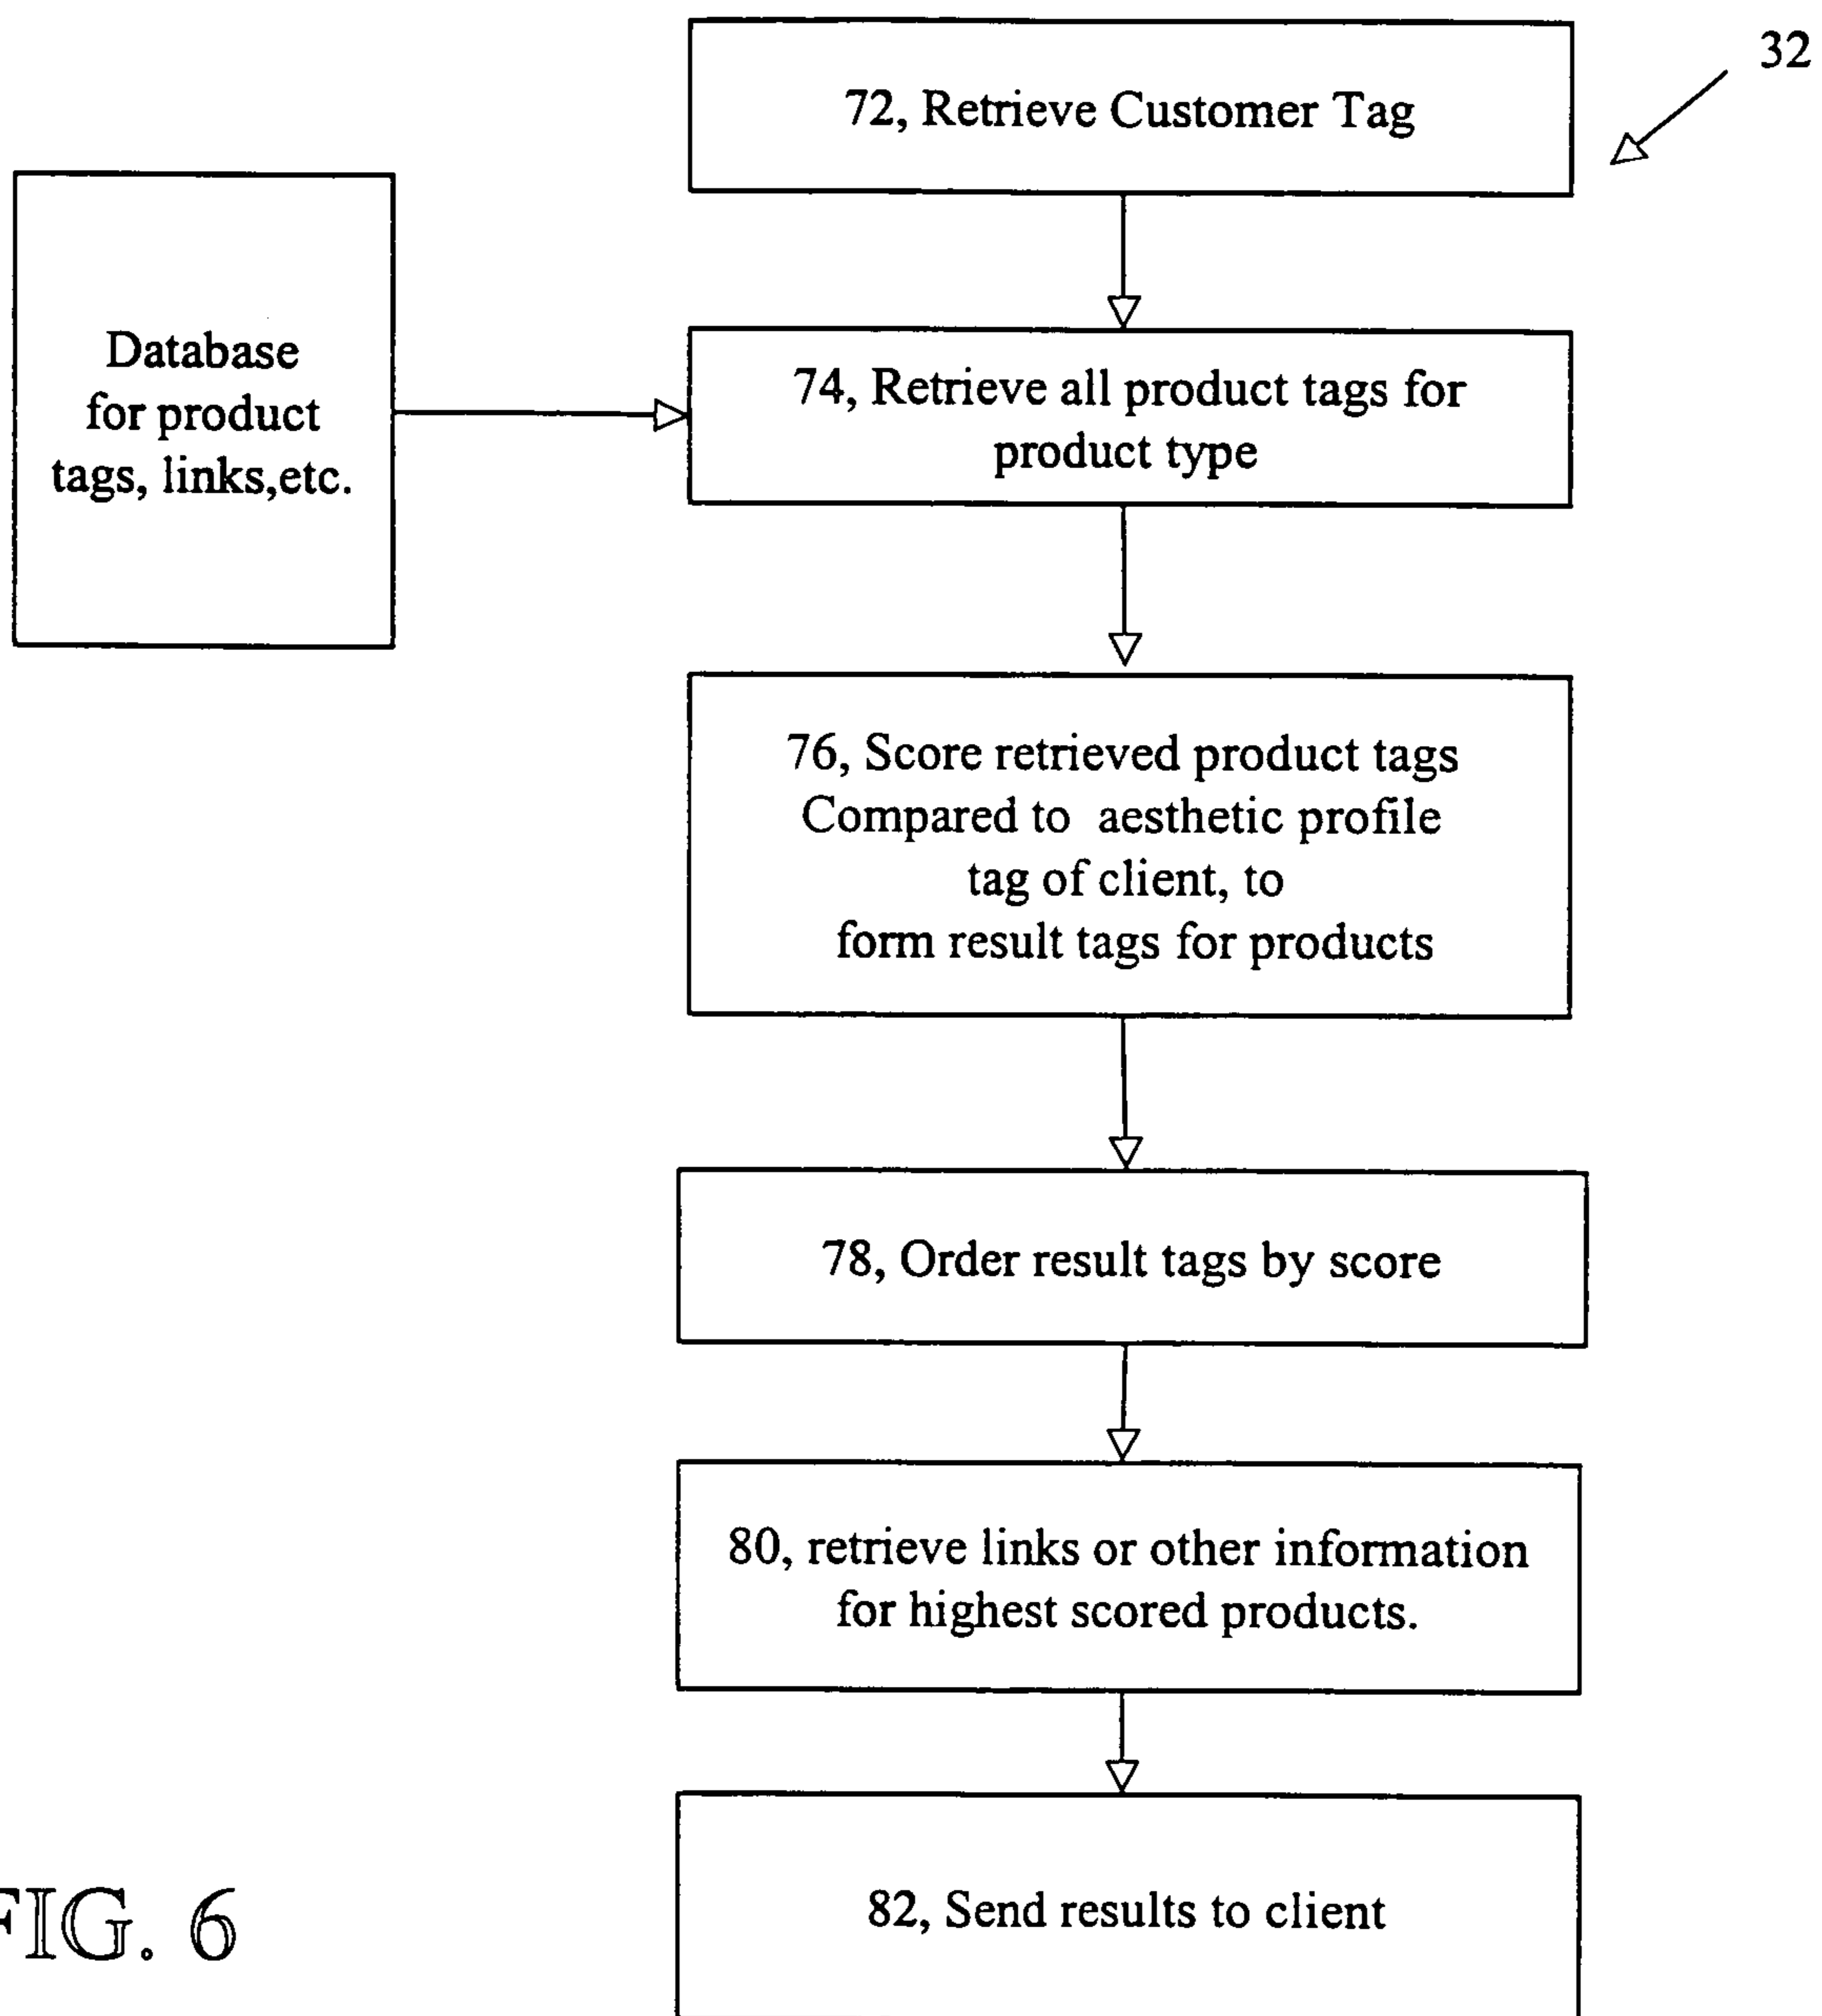 32
72, Retrieve Customer Tag
Database
for product
tags, links,etc.
74, Retrieve all product tags for
product type
76, Score retrieved product tags
Compared to aesthetic profile
tag of client, to
form result tags for products
78, Order result tags by score
80, retrieve links or other information
for highest scored products.
82, Send results to client
FIG. 6